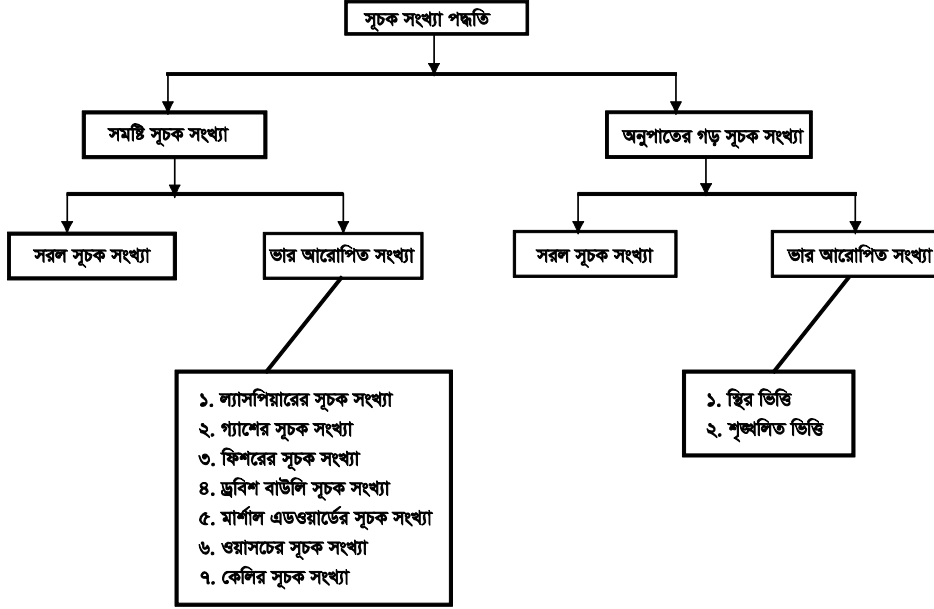 সূচক সংখ্যা পদ্ধতি
সমষ্টি সূচক সংখ্যা
অনুপাতের গড় সূচক সংখ্যা
সরল সূচক সংখ্যা
ভার আরোপিত সংখ্যা
সরল সূচক সংখ্যা
ভার আরোপিত সংখ্যা
১. ল্যাসপিয়ারের সূচক সংখ্যা
২. গ্যাশের সূচক সংখ্যা
৩. ফিশরের সূচক সংখ্যা
৪. ড্রবিশ বাউলি সূচক সংখ্যা
৫. মার্শাল এডওয়ার্ডের সূচক সংখ্যা
৬. ওয়াসচের সূচক সংখ্যা
৭. কেলির সূচক সংখ্যা
১. স্থির ভিত্তি
২. শৃঙ্খলিত ভিত্তি